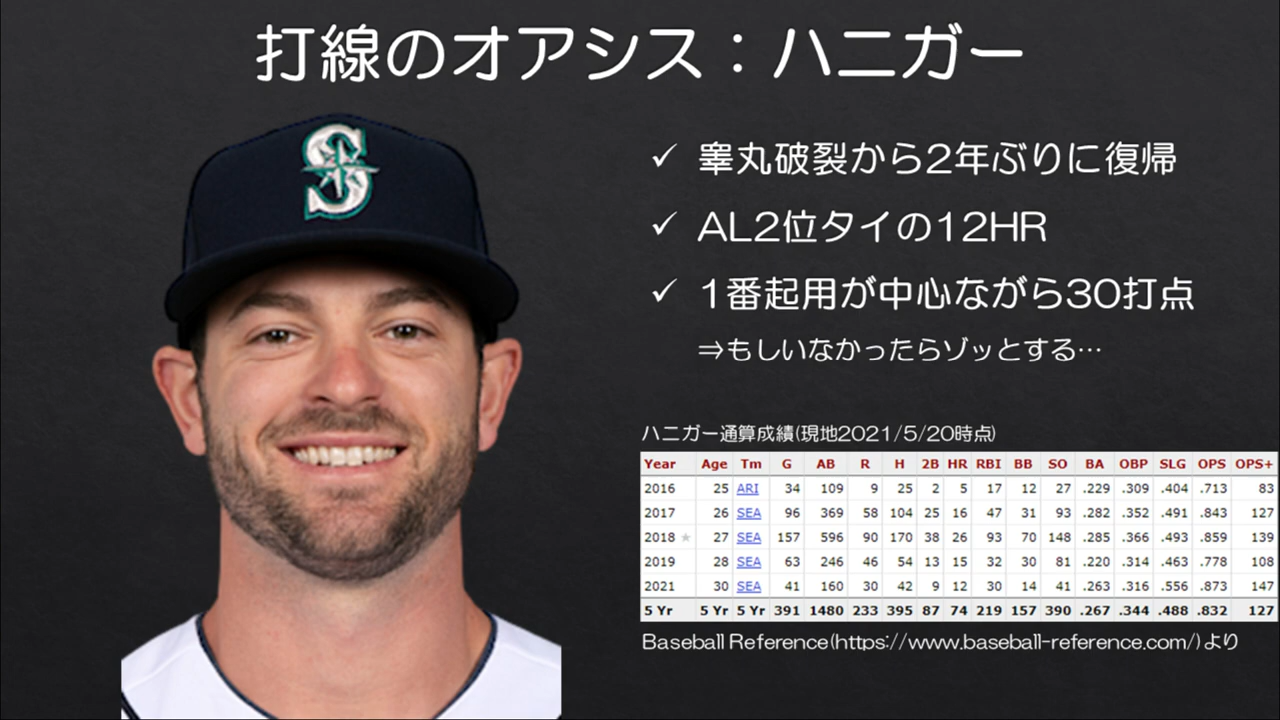 打線のオアシス：ハニガー
✓ 睾丸破裂から2年ぶりに復帰
✓ AL2位タイの12HR
✓ 1番起用が中心ながら30打点
⇒もしいなかったらゾッとする…
ハニガー通算成績(現地2021/5/20時点)
Year Age Tm G AB R H 2B HR RBI BB SO BA OBP SLG OPS OPS+
2016 25 ARI 34 109 9 25 2 5 17 12 27 .229 .309 .404 .713 83
2017 26 SEA 96 369 58 104 25 16 47 31 93 .282 .352 .491 .843 127
2018 ★ 27 SEA 157 596 90 170 38 26 93 70 148 .285 .366 .493 .859 139
2019 28 SEA 63 246 46 54 13 15 32 30 81 .220 .314 .463 .778 108
2021 30 SEA 41 160 30 42 9 12 30 14 41 .263 .316 .556 .873 147
5 Yr 5 Yr 5 Yr 391 1480 233 395 87 74 219 157 390 .267 .344 .488 .832 127
Baseball Reference(https://www.baseball-reference.com/)より
S